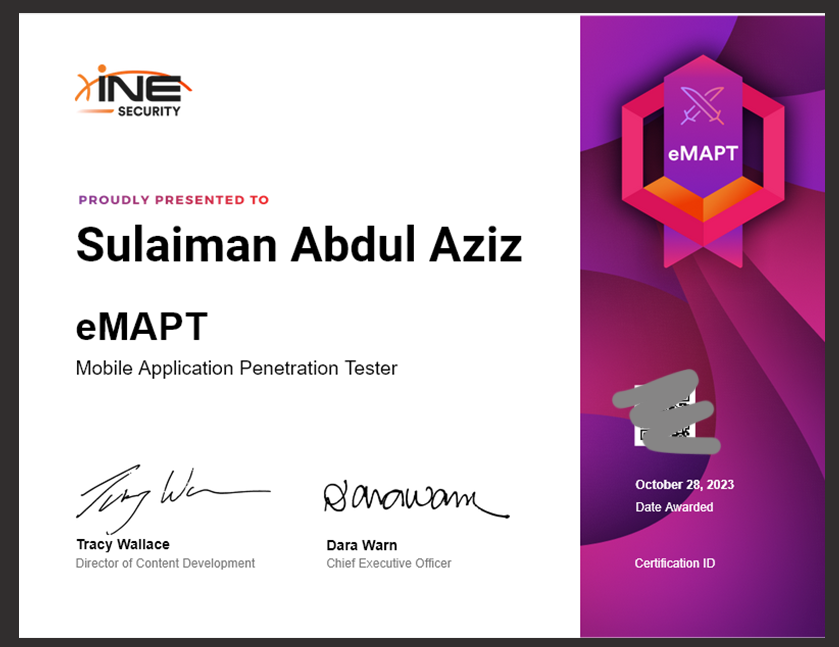 INE
SECURITY
PROUDLY PRESENTED TO
Sulaiman Abdul Aziz
eMAPT
Mobile Application Penetration Tester
Tracy Wallace
Director of Content Development
Dara Warn
Chief Executive Officer
eMAPT
October 28, 2023
Date Awarded
Certification ID